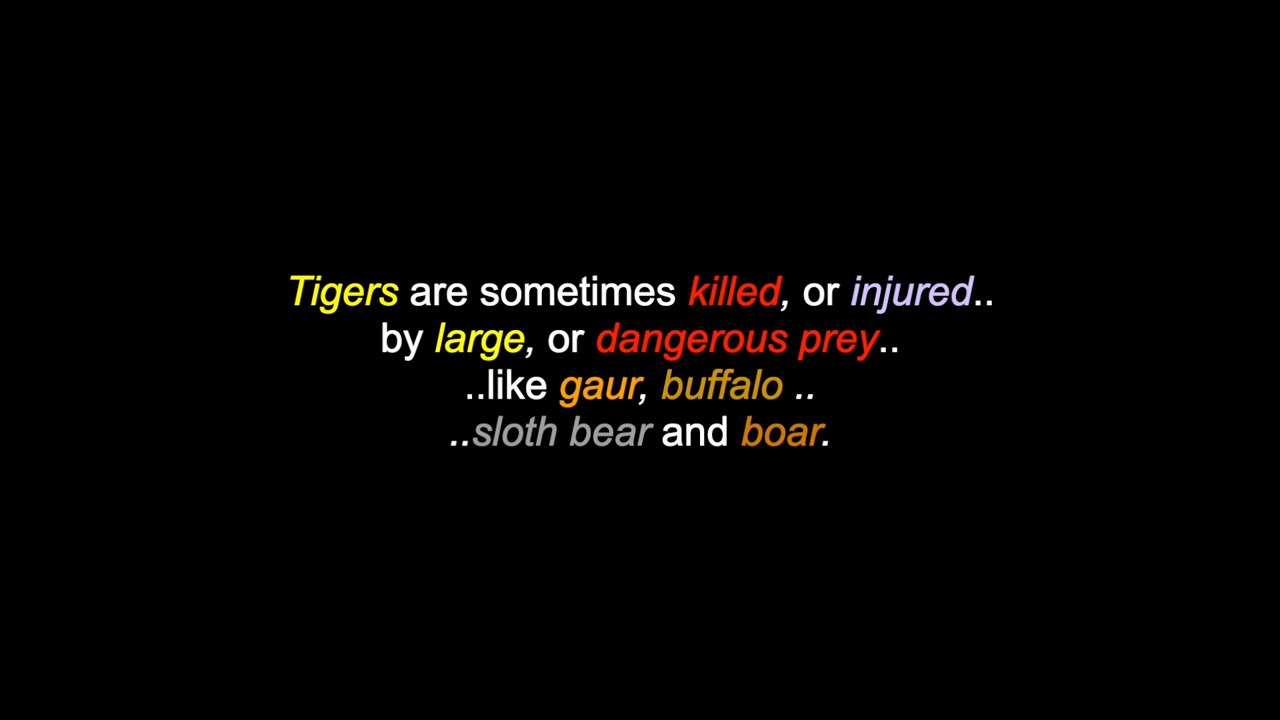 Tigers are sometimes killed, or injured..
by large, or dangerous prey..
..like gaur, buffalo ..
..sloth bear and boar.